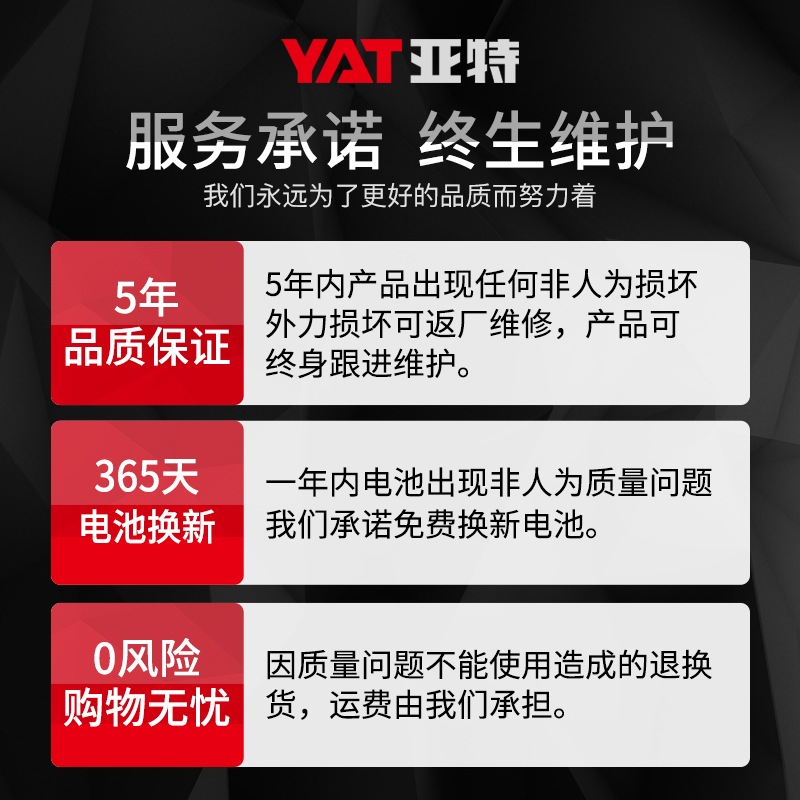 YAT亚特
服务承诺 终生维护
我们永远为了更好的品质而努力着
5年
品质保证
5年内产品出现任何非人为损坏
外力损坏可返厂维修，产品可
终身跟进维护。
365天
电池换新
一年内电池出现非人为质量问题
我们承诺免费换新电池。
0风险
购物无忧
因质量问题不能使用造成的退换
货，运费由我们承担。